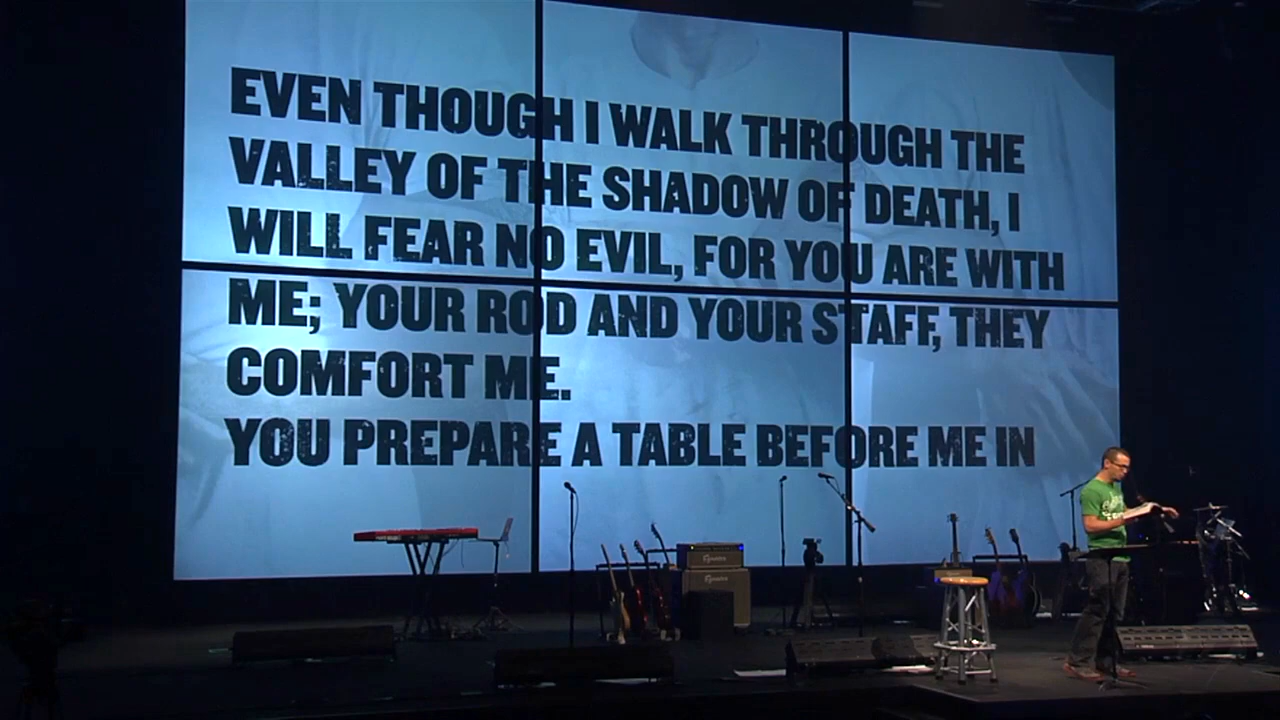 EVEN THOUGH I WALK THROUGH THE
VALLEY OF THE SHADOW OF DEATH, I
WILL FEAR NO EVIL, FOR YOU ARE WITH
ME; YOUR ROD AND YOUR STAFF, THEY
COMFORT ME.
YOU PREPARE A TABLE BEFORE ME IN